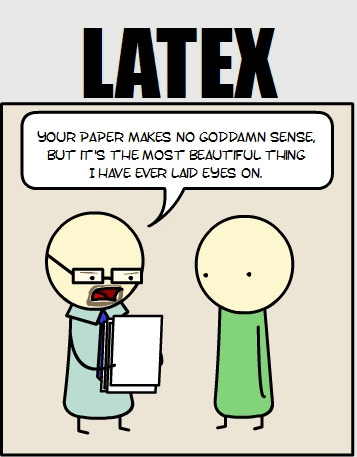 LATEX
YOUR PAPER MAKES NO GODDAMN SENSE,
BUT IT'S THE MOST BEAUTIFUL THING
I HAVE EVER LAID EYES ON.